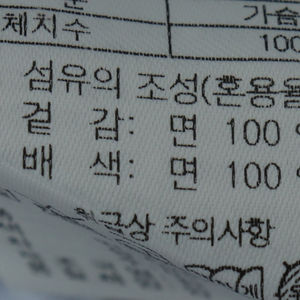 가슴
체치수 100
섬유의 조성(혼용율
겉 감: 면 100 %
배 색: 면 100 %
취급상 주의사항